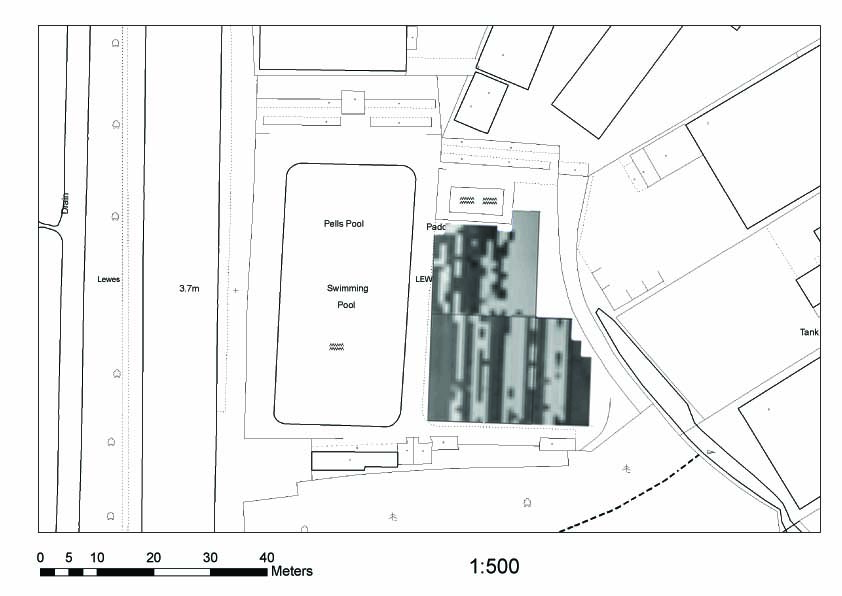 Drain
Pells Pool
Padd
Lewes
3.7m
Swimming
Pool
LEW
Tank
0 5 10 20 30 40
Meters
1:500